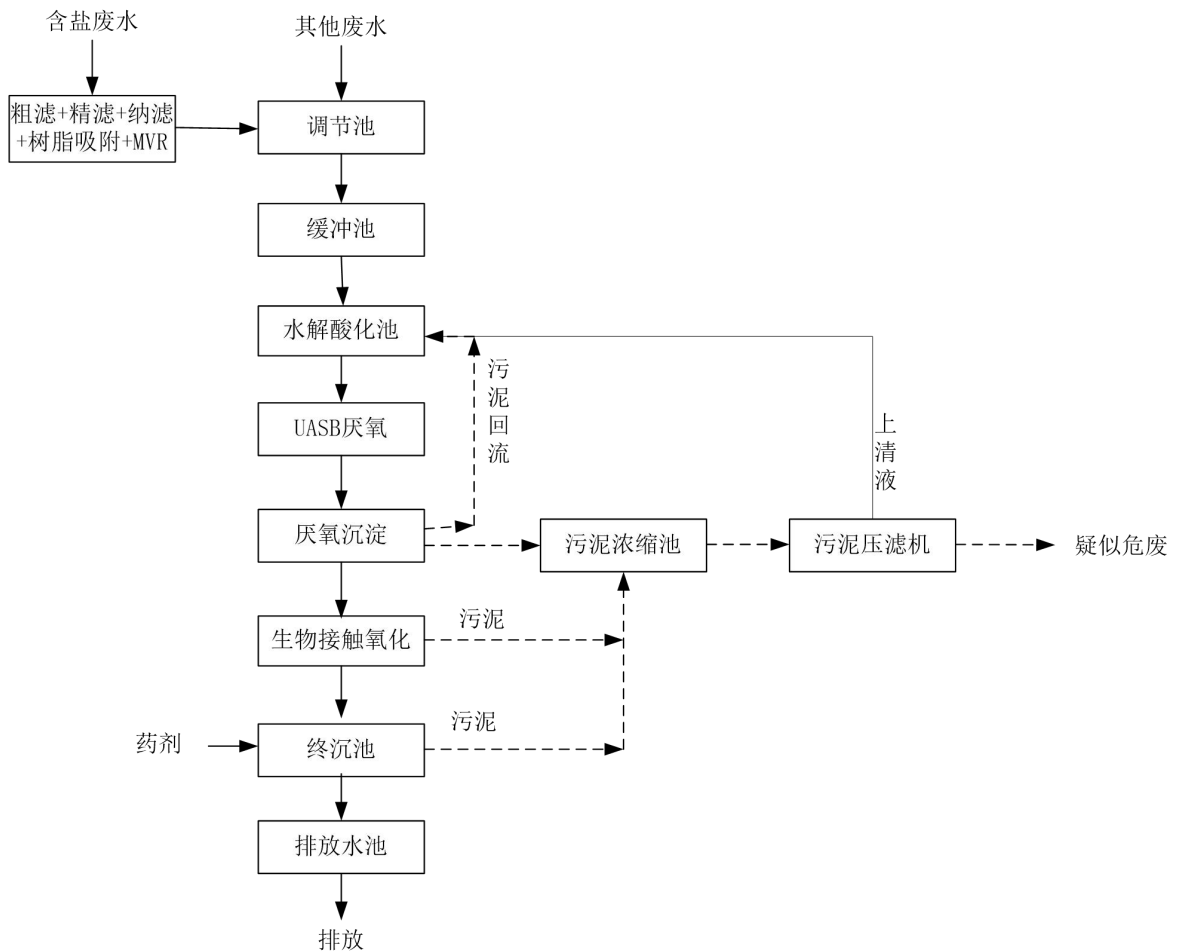 含盐废水
其他废水
粗滤+精滤+纳滤
+树脂吸附+MVR
调节池
缓冲池
水解酸化池
污泥回流
上清液
UASB厌氧
厌氧沉淀
污泥浓缩池
污泥压滤机
疑似危废
生物接触氧化
污泥
药剂
终沉池
污泥
排放水池
排放